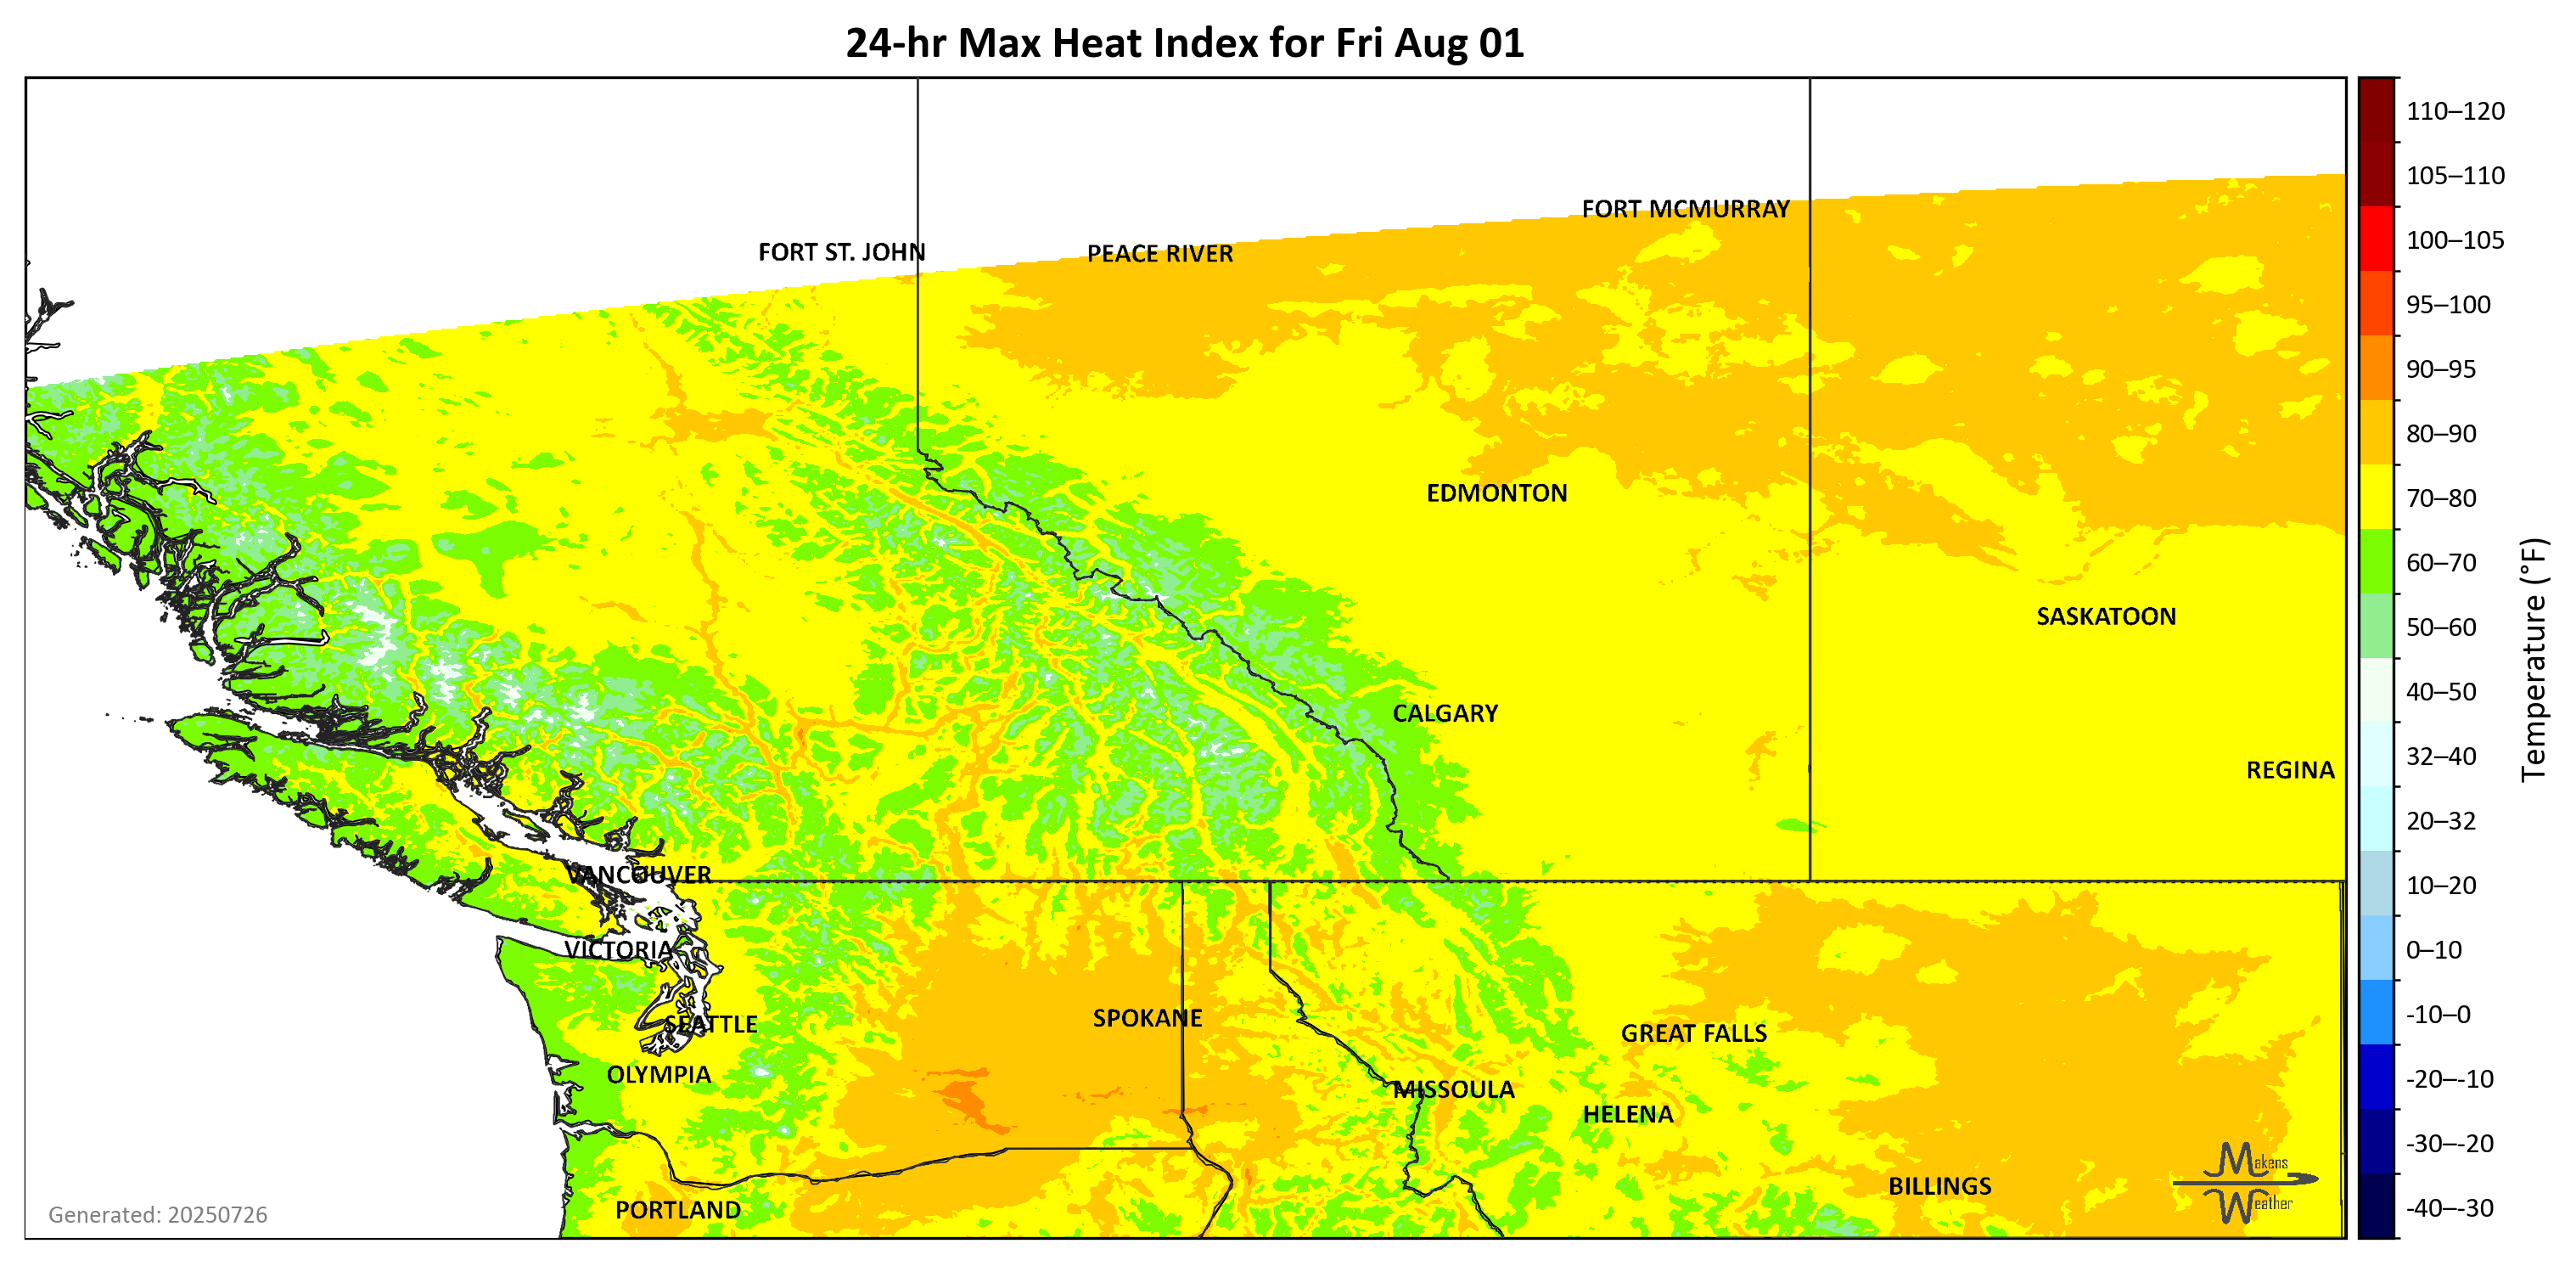 24-hr Max Heat Index for Fri Aug 01
110–120
105–110
FORT MCMURRAY
100–105
FORT ST. JOHN
PEACE RIVER
95–100
90–95
80–90
EDMONTON
70–80
60–70
SASKATOON
50–60
Temperature (°F)
40–50
CALGARY
REGINA
32–40
20–32
VANCOUVER
10–20
VICTORIA
0–10
SEATTLE
SPOKANE
-10–0
GREAT FALLS
OLYMPIA
-20–-10
MISSOULA
HELENA
-30–-20
Makens
Weather
BILLINGS
PORTLAND
-40–-30
Generated: 20250726